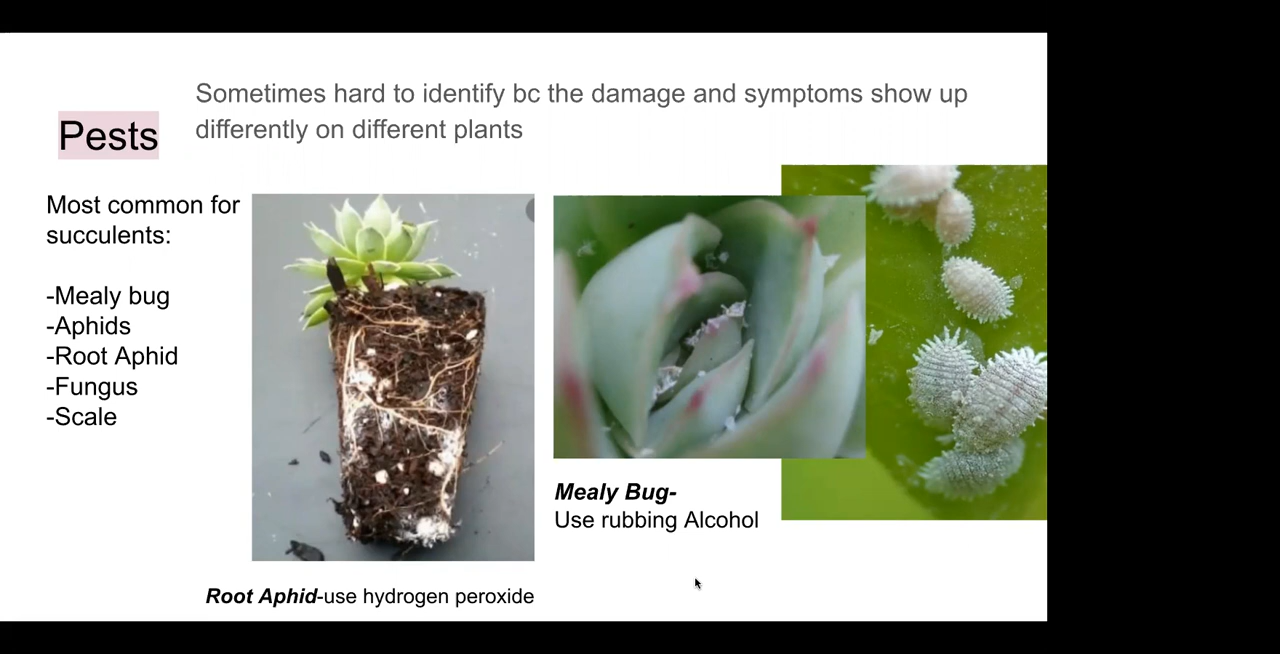 Sometimes hard to identify bc the damage and symptoms show up
differently on different plants
Pests
Most common for
succulents:
-Mealy bug
-Aphids
-Root Aphid
-Fungus
-Scale
Mealy Bug-
Use rubbing Alcohol
Root Aphid-use hydrogen peroxide